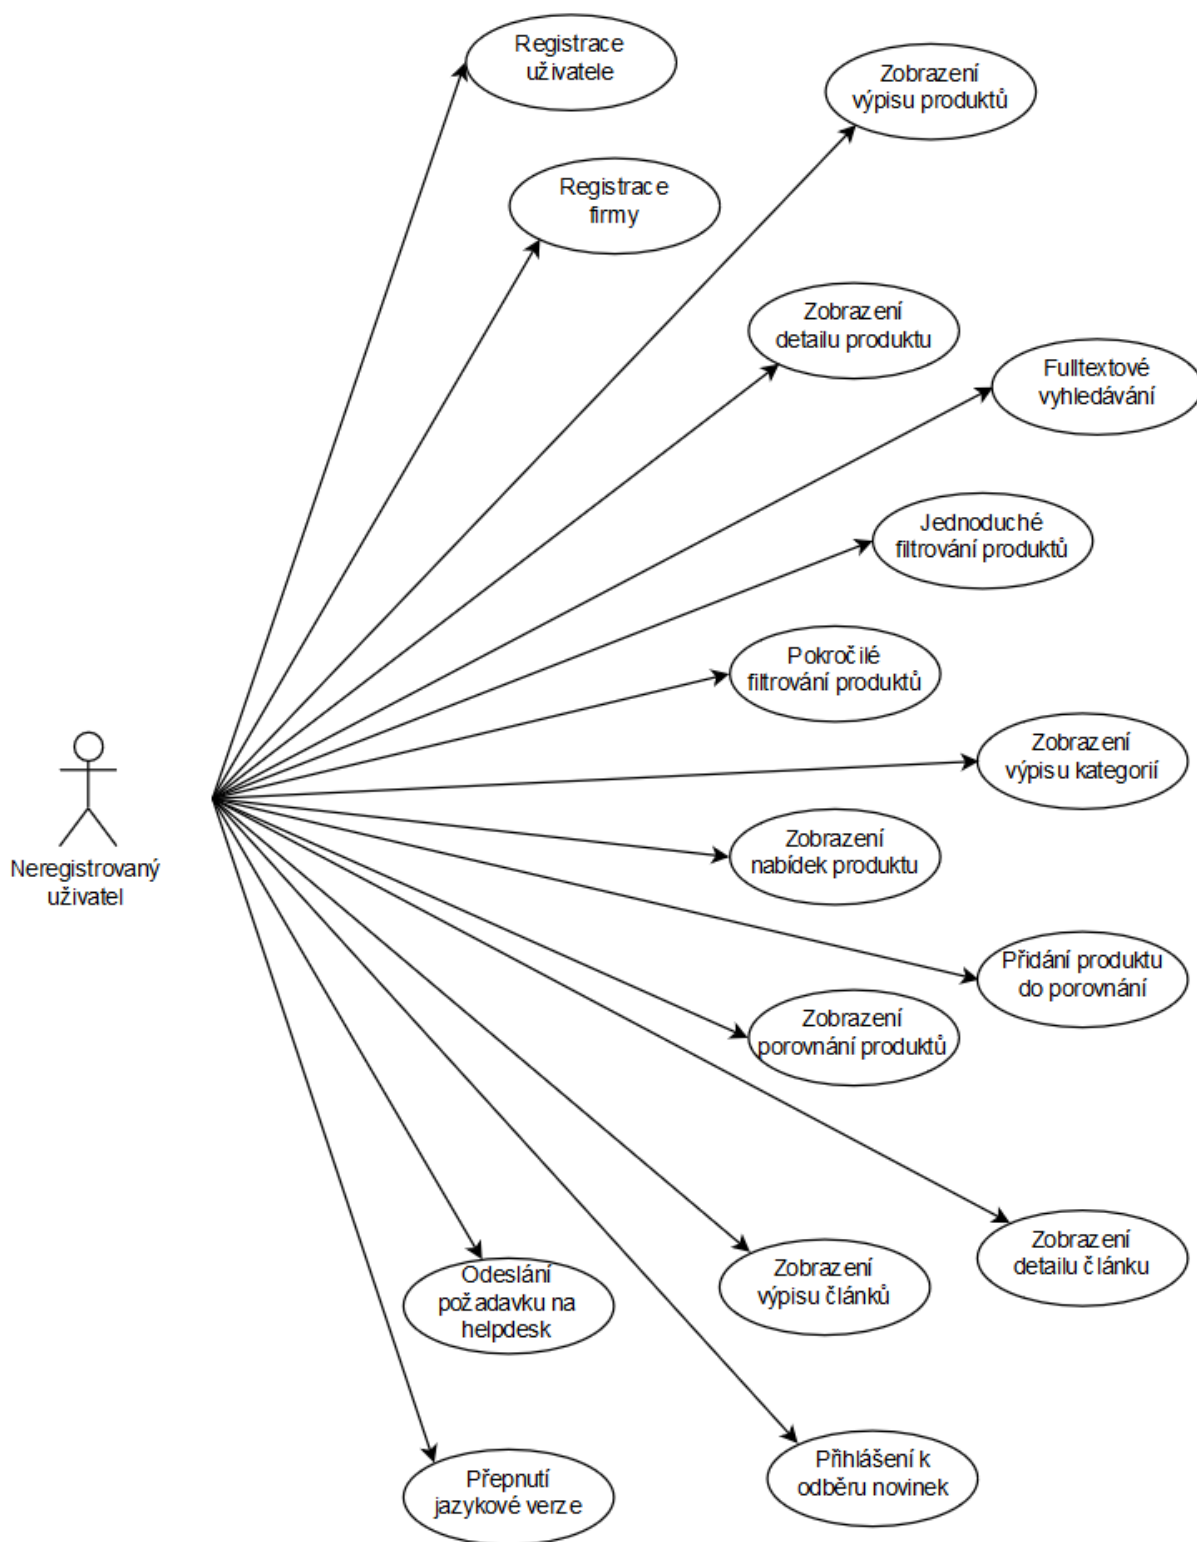 Registrace
uživatele
Zobrazení
výpisu produktů
Registrace
firmy
Zobrazení
detailu produktu
Fulltextové
vyhledávání
Jednoduché
filtrování produktů
Pokročilé
filtrování produktů
Zobrazení
výpisu kategorií
Neregistrovaný
uživatel
Zobrazení
nabídek produktu
Přidání produktu
do porovnání
Zobrazení
porovnání produktů
Zobrazení
detailu článku
Odeslání
požadavku na
helpdesk
Zobrazení
výpisu článků
Přihlášení k
odběru novinek
Přepnutí
jazykové verze